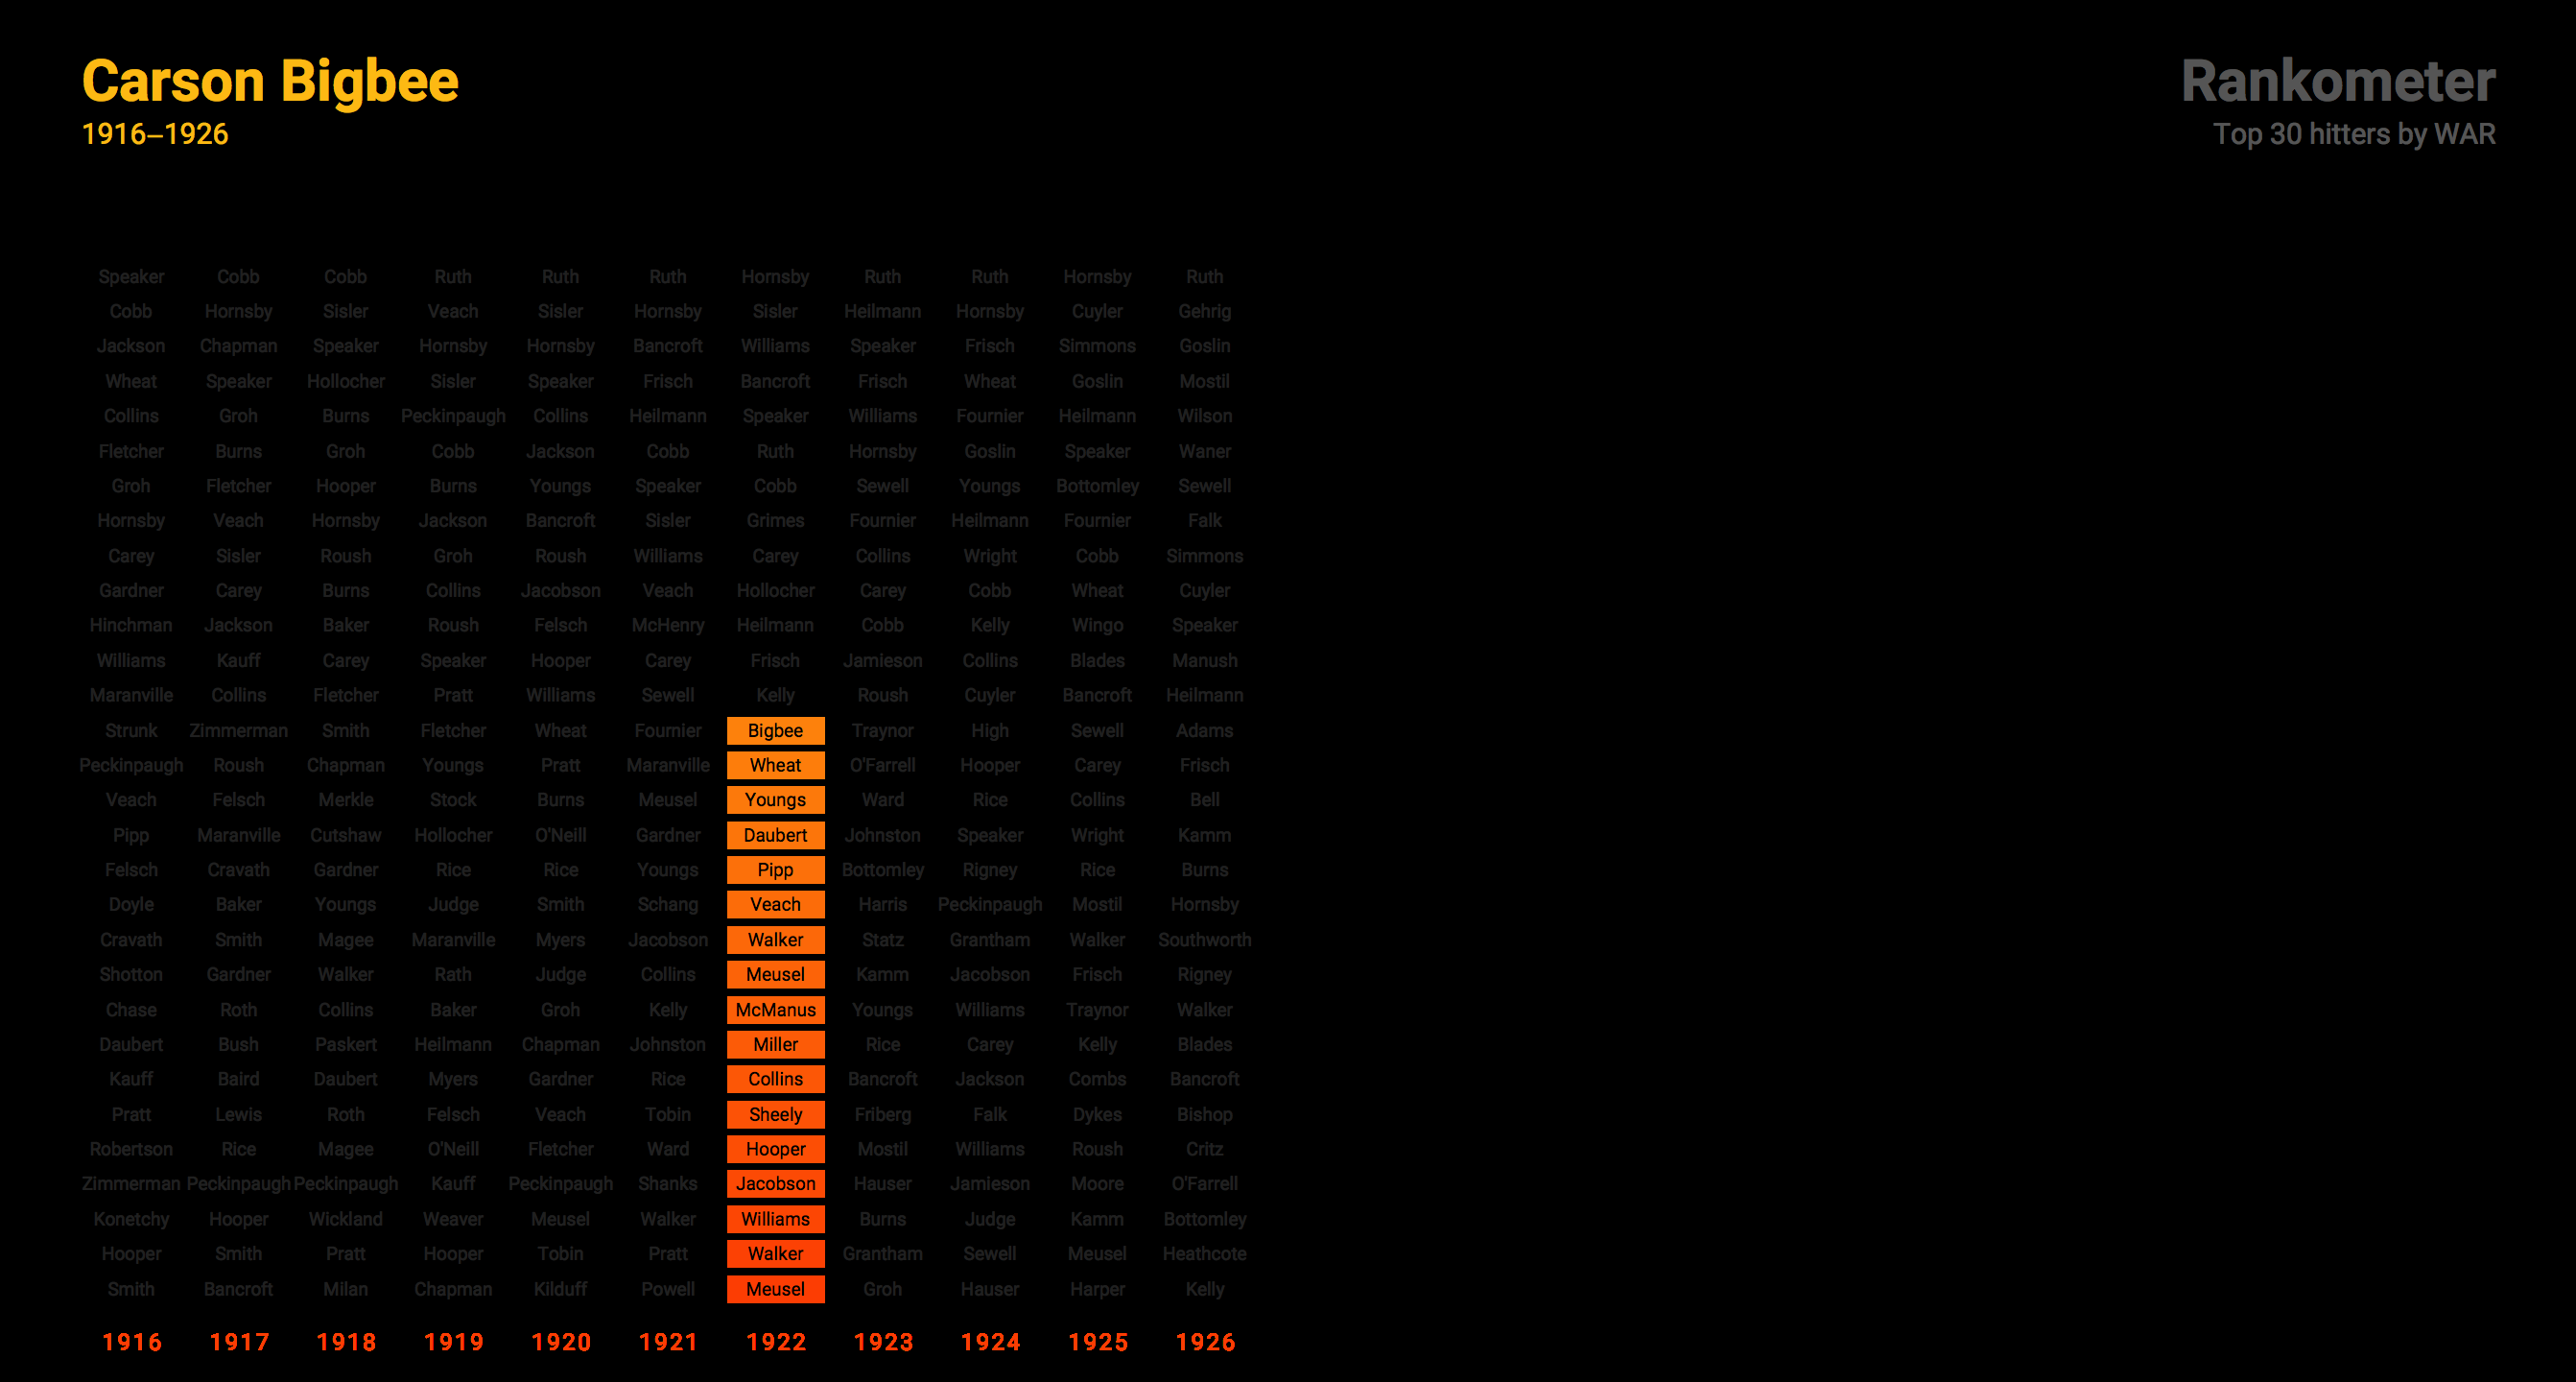 Carson Bigbee
1916–1926
Rankometer
Top 30 hitters by WAR
Speaker Cobb Cobb Ruth Ruth Ruth Hornsby Ruth Ruth Hornsby Ruth
Cobb Hornsby Sisler Veach Sisler Hornsby Sisler Heilmann Hornsby Cuyler Gehrig
Jackson Chapman Speaker Hornsby Hornsby Bancroft Williams Speaker Frisch Simmons Goslin
Wheat Speaker Hollocher Sisler Speaker Frisch Bancroft Frisch Wheat Goslin Mostil
Collins Groh Burns Peckinpaugh Collins Heilmann Speaker Williams Fournier Heilmann Wilson
Fletcher Burns Groh Cobb Jackson Cobb Ruth Hornsby Goslin Speaker Waner
Groh Fletcher Hooper Burns Youngs Speaker Cobb Sewell Youngs Bottomley Sewell
Hornsby Veach Hornsby Jackson Bancroft Sisler Grimes Fournier Heilmann Fournier Falk
Carey Sisler Roush Groh Roush Williams Carey Collins Wright Cobb Simmons
Gardner Carey Burns Collins Jacobson Veach Hollocher Carey Cobb Wheat Cuyler
Hinchman Jackson Baker Roush Felsch McHenry Heilmann Cobb Kelly Wingo Speaker
Williams Kauff Carey Speaker Hooper Carey Frisch Jamieson Collins Blades Manush
Maranville Collins Fletcher Pratt Williams Sewell Kelly Roush Cuyler Bancroft Heilmann
Strunk Zimmerman Smith Fletcher Wheat Fournier Bigbee Traynor High Sewell Adams
Peckinpaugh Roush Chapman Youngs Pratt Maranville Wheat O'Farrell Hooper Carey Frisch
Veach Felsch Merkle Stock Burns Meusel Youngs Ward Rice Collins Bell
Pipp Maranville Cutshaw Hollocher O'Neill Gardner Daubert Johnston Speaker Wright Kamm
Felsch Cravath Gardner Rice Rice Youngs Pipp Bottomley Rigney Rice Burns
Doyle Baker Youngs Judge Smith Schang Veach Harris Peckinpaugh Mostil Hornsby
Cravath Smith Magee Maranville Myers Jacobson Walker Statz Grantham Walker Southworth
Shotton Gardner Walker Rath Judge Collins Meusel Kamm Jacobson Frisch Rigney
Chase Roth Collins Baker Groh Kelly McManus Youngs Williams Traynor Walker
Daubert Bush Paskert Heilmann Chapman Johnston Miller Rice Carey Kelly Blades
Kauff Baird Daubert Myers Gardner Rice Collins Bancroft Jackson Combs Bancroft
Pratt Lewis Roth Felsch Veach Tobin Sheely Friberg Falk Dykes Bishop
Robertson Rice Magee O'Neill Fletcher Ward Hooper Mostil Williams Roush Critz
Zimmerman Peckinpaugh Peckinpaugh Kauff Peckinpaugh Shanks Jacobson Hauser Jamieson Moore O'Farrell
Konetchy Hooper Wickland Weaver Meusel Walker Williams Burns Judge Kamm Bottomley
Hooper Smith Pratt Hooper Tobin Pratt Walker Grantham Sewell Meusel Heathcote
Smith Bancroft Milan Chapman Kilduff Powell Meusel Groh Hauser Harper Kelly
1916 1917 1918 1919 1920 1921 1922 1923 1924 1925 1926